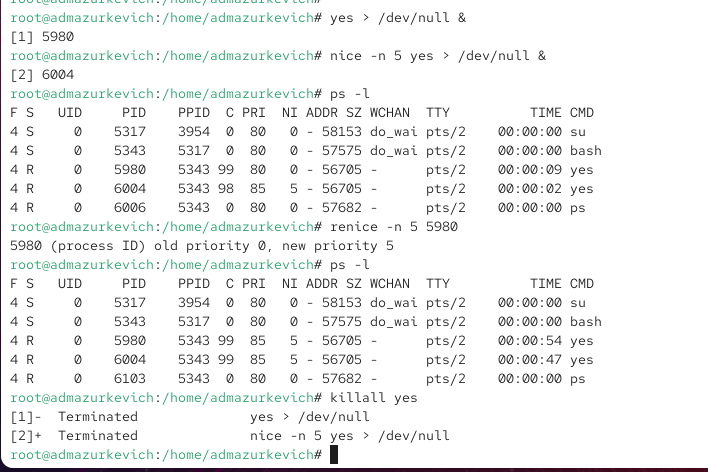 root@admazurkevich:/home/admazurkevich#
root@admazurkevich:/home/admazurkevich# yes > /dev/null &
[1] 5980
root@admazurkevich:/home/admazurkevich# nice -n 5 yes > /dev/null &
[2] 6004
root@admazurkevich:/home/admazurkevich# ps -l
F S   UID     PID    PPID  C PRI  NI ADDR SZ WCHAN  TTY          TIME CMD
4 S     0    5317    3954  0  80   0 - 58153 do_wai pts/2    00:00:00 su
4 S     0    5343    5317  0  80   0 - 57575 do_wai pts/2    00:00:00 bash
4 R     0    5980    5343 99  80   0 - 56705 -      pts/2    00:00:09 yes
4 R     0    6004    5343 98  85   5 - 56705 -      pts/2    00:00:02 yes
4 R     0    6006    5343  0  80   0 - 57682 -      pts/2    00:00:00 ps
root@admazurkevich:/home/admazurkevich# renice -n 5 5980
5980 (process ID) old priority 0, new priority 5
root@admazurkevich:/home/admazurkevich# ps -l
F S   UID     PID    PPID  C PRI  NI ADDR SZ WCHAN  TTY          TIME CMD
4 S     0    5317    3954  0  80   0 - 58153 do_wai pts/2    00:00:00 su
4 S     0    5343    5317  0  80   0 - 57575 do_wai pts/2    00:00:00 bash
4 R     0    5980    5343 99  85   5 - 56705 -      pts/2    00:00:54 yes
4 R     0    6004    5343 99  85   5 - 56705 -      pts/2    00:00:47 yes
4 R     0    6103    5343  0  80   0 - 57682 -      pts/2    00:00:00 ps
root@admazurkevich:/home/admazurkevich# killall yes
[1]-  Terminated              yes > /dev/null
[2]+  Terminated              nice -n 5 yes > /dev/null
root@admazurkevich:/home/admazurkevich#